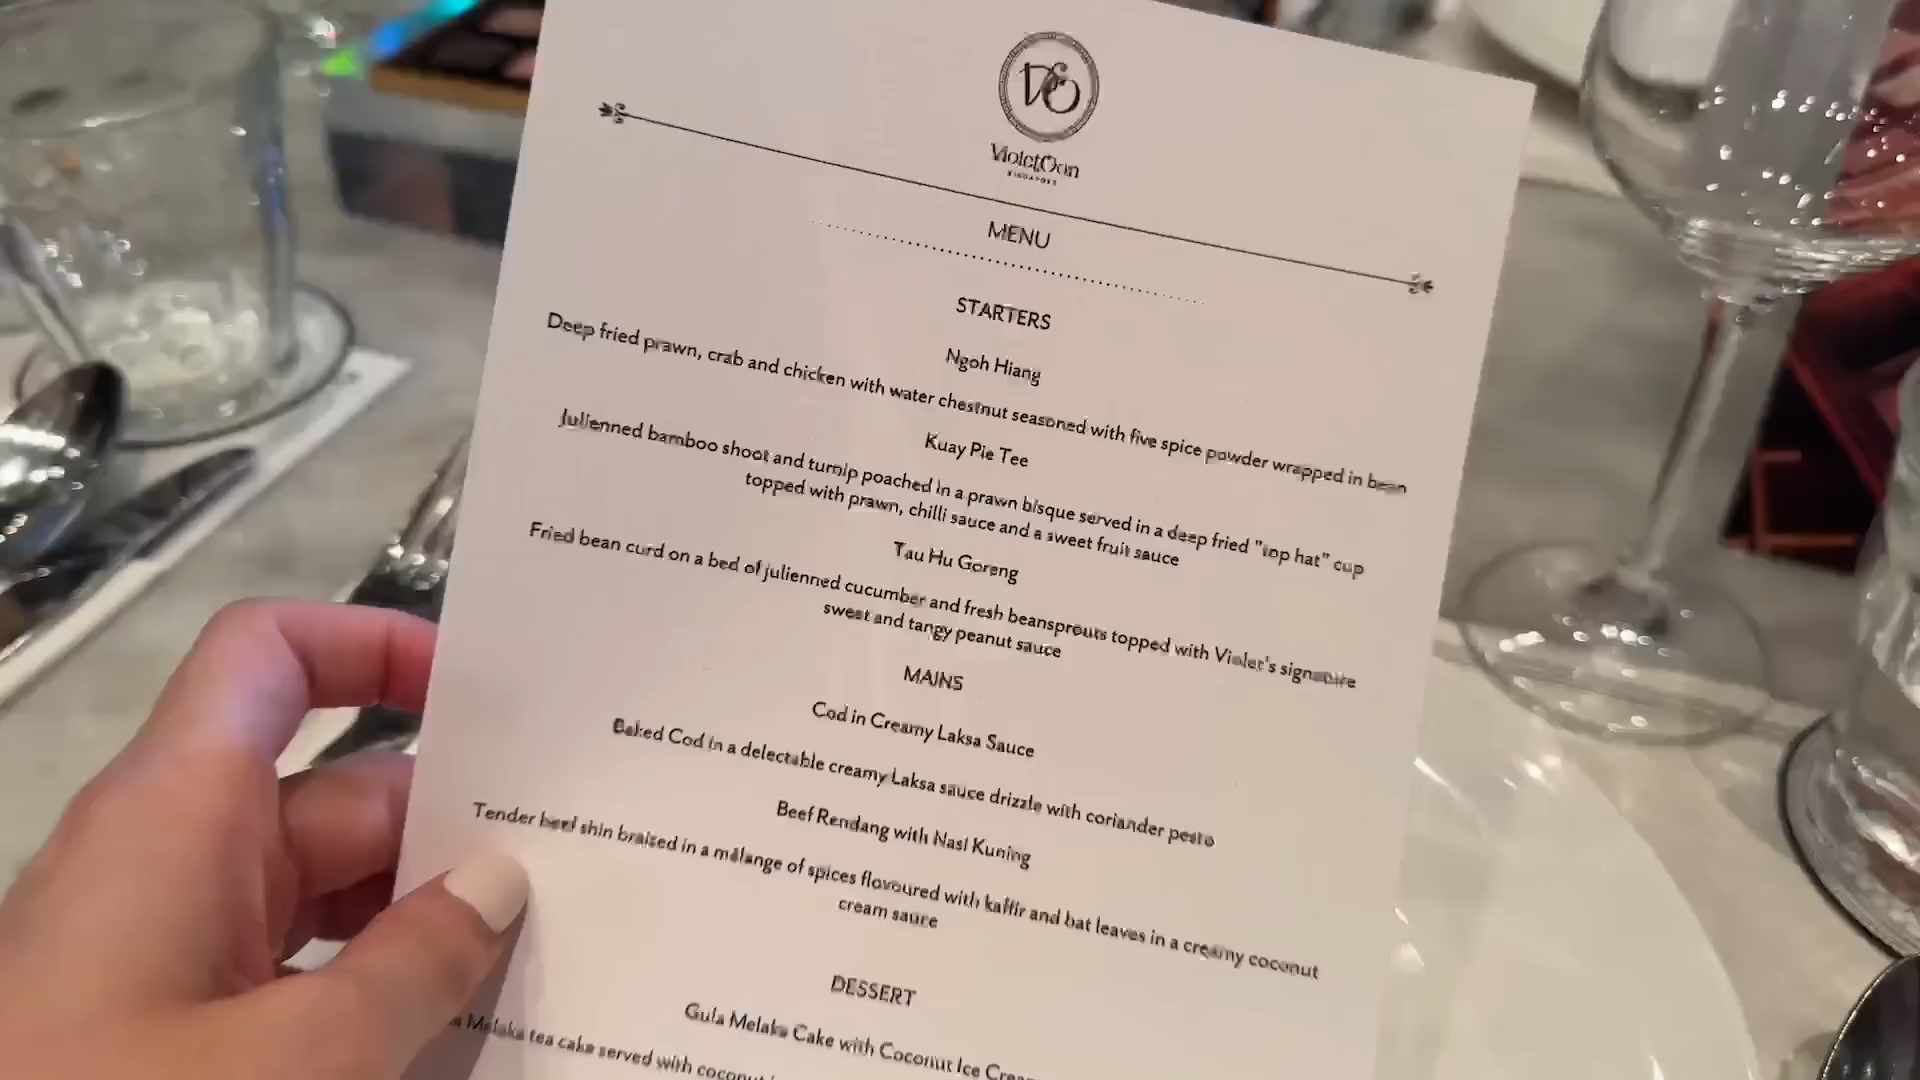 VioletOon
SINGAPORE
MENU
STARTERS
Ngoh Hiang
Deep fried prawn, crab and chicken with water chestnut seasoned with five spice powder wrapped in bean
Kuay Pie Tee
Julienned bamboo shoot and turnip poached in a prawn bisque served in a deep fried "top hat" cup
topped with prawn, chilli sauce and a sweet fruit sauce
Tau Hu Goreng
Fried bean curd on a bed of julienned cucumber and fresh beansprouts topped with Violet's signature
sweet and tangy peanut sauce
MAINS
Cod in Creamy Laksa Sauce
Baked Cod in a delectable creamy Laksa sauce drizzle with coriander pesto
Beef Rendang with Nasi Kuning
Tender beef shin braised in a mélange of spices flavoured with kaffir and bat leaves in a creamy coconut
cream sauce
DESSERT
Gula Melaka Cake with Coconut Ice
Melaka tea cake served with